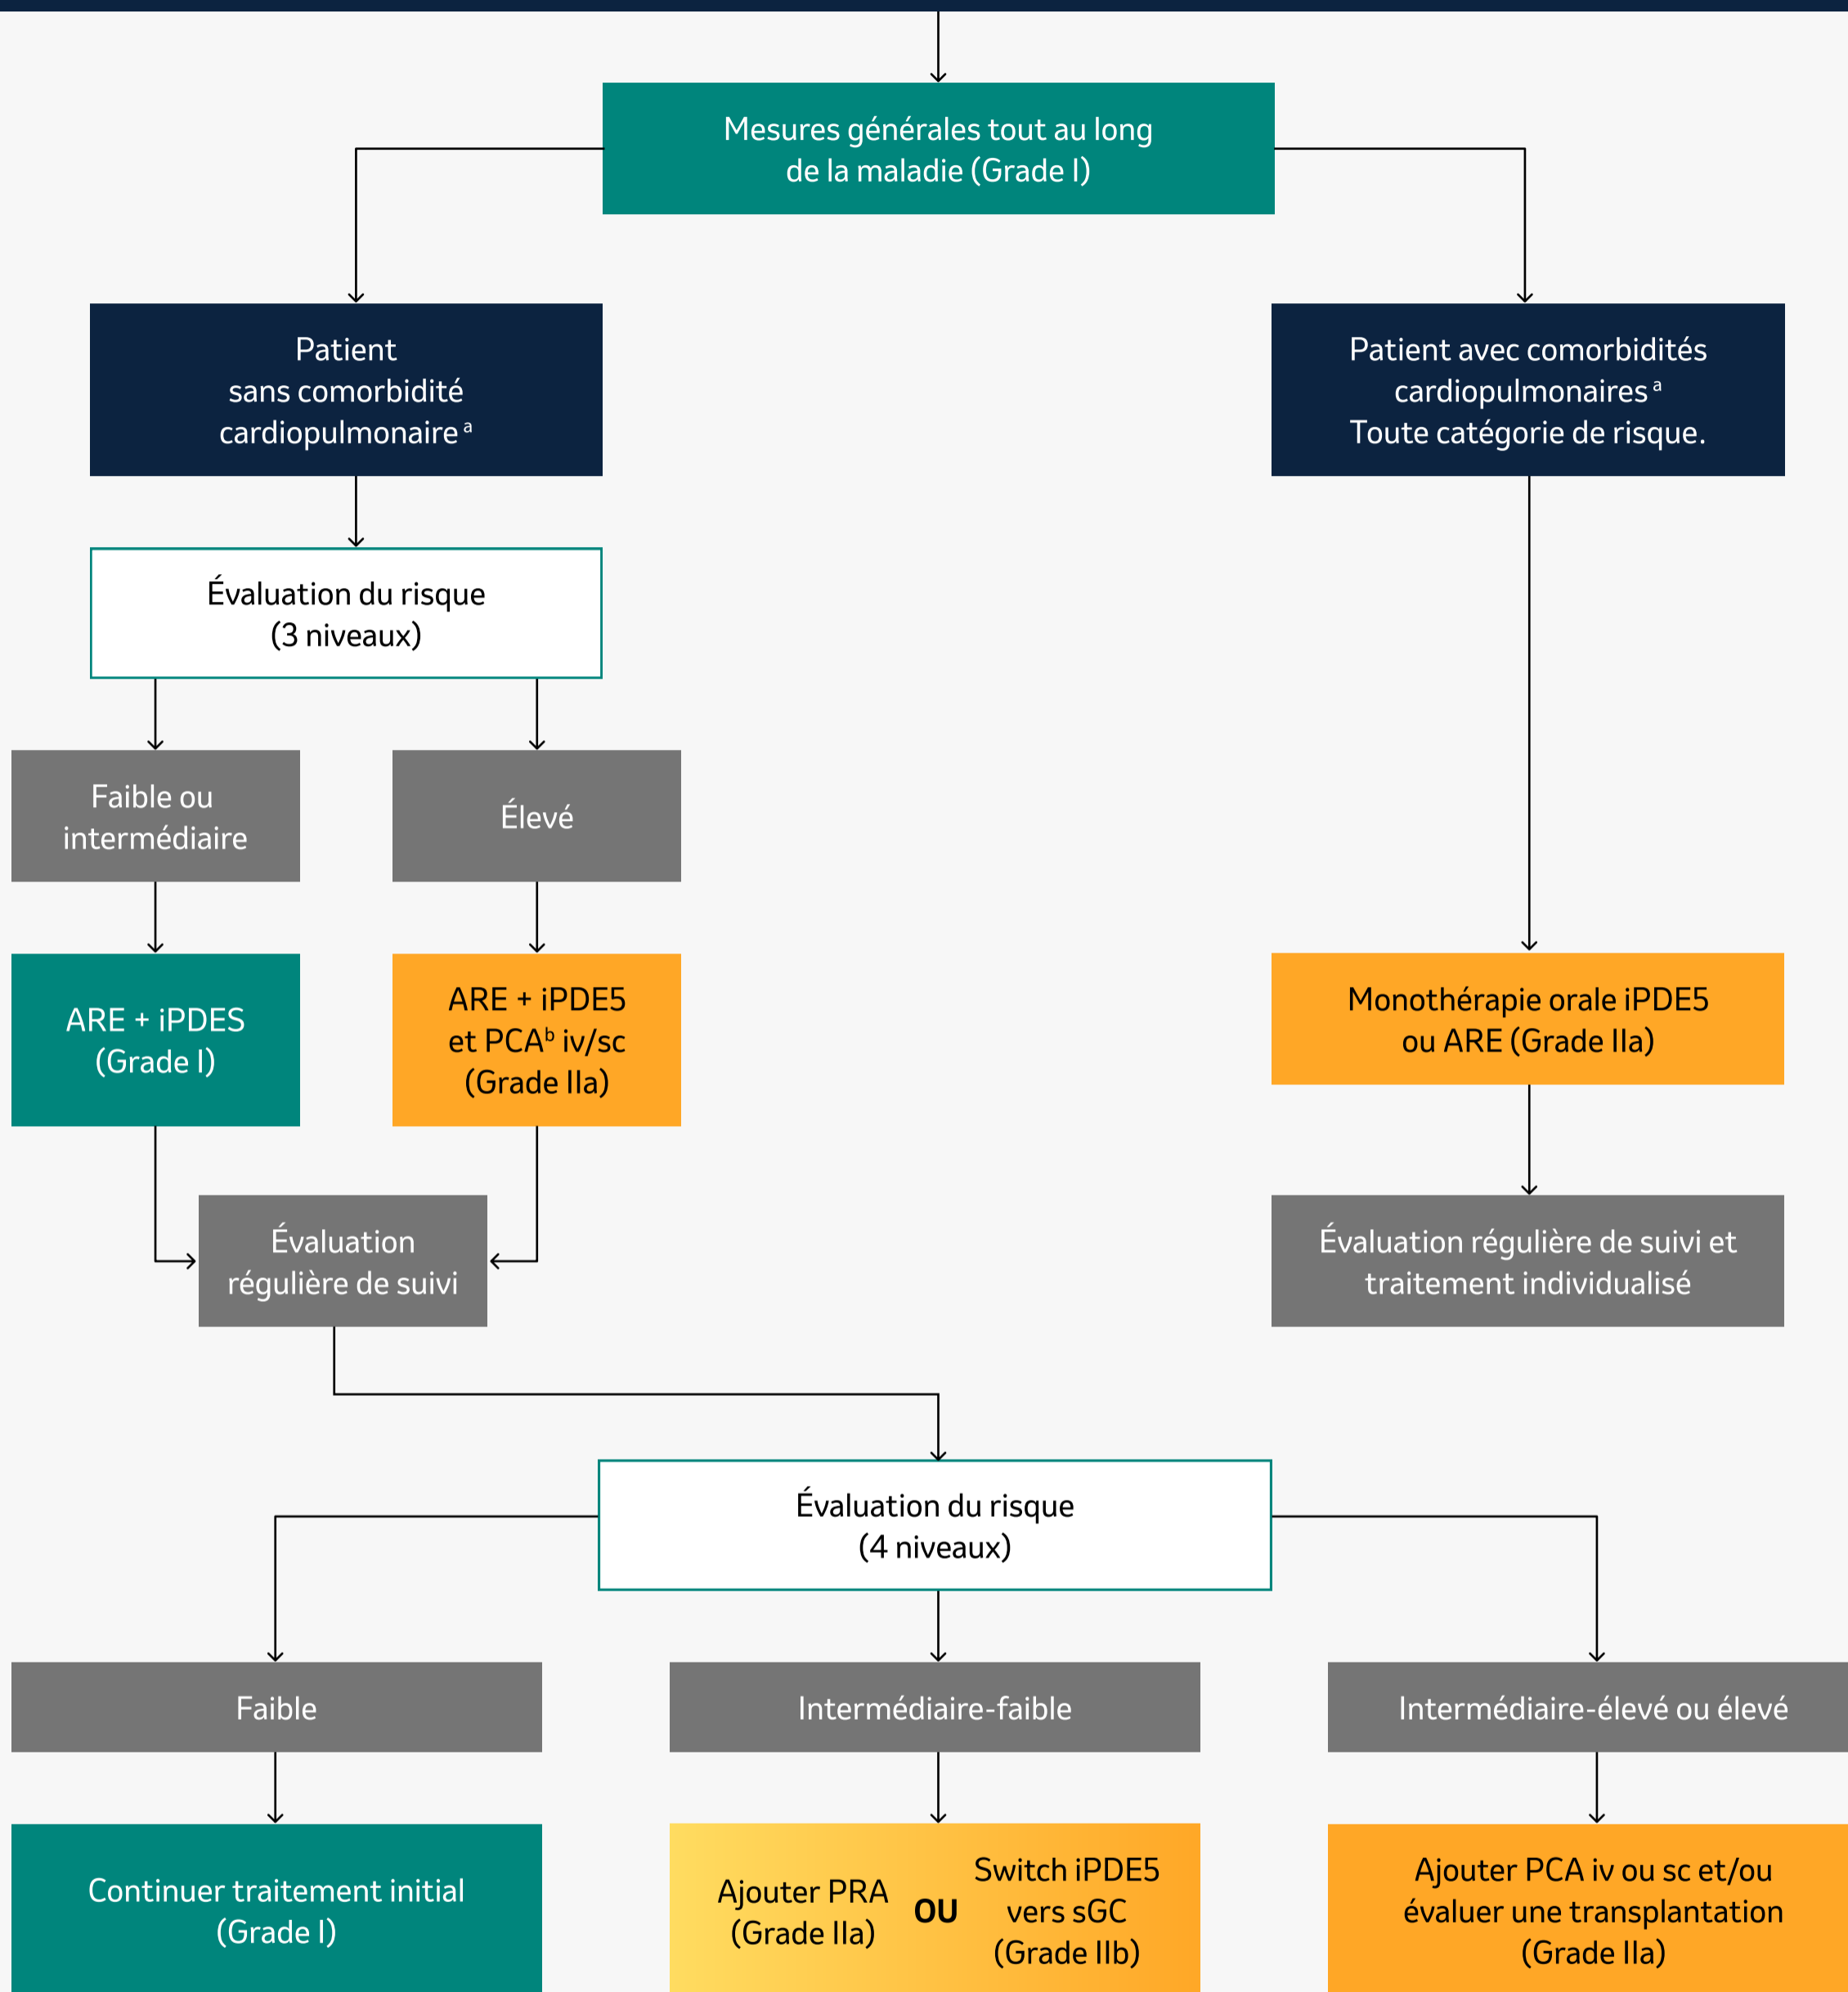 Mesures générales tout au long
de la maladie (Grade I)
Patient
sans comorbidité
cardiopulmonaire a
Patient avec comorbidités
cardiopulmonaires a
Toute catégorie de risque.
Évaluation du risque
(3 niveaux)
Faible ou
intermédiaire
Élevé
ARE + iPDES
(Grade I)
ARE + iPDE5
et PCAb iv/sc
(Grade IIa)
Monothérapie orale iPDE5
ou ARE (Grade IIa)
Évaluation
régulière de suivi
Évaluation régulière de suivi et
traitement individualisé
Évaluation du risque
(4 niveaux)
Faible
Intermédiaire-faible
Intermédiaire-élevé ou élevé
Continuer traitement initial
(Grade I)
Ajouter PRA
(Grade IIa)
OU
Switch iPDE5
vers sGC
(Grade IIb)
Ajouter PCA iv ou sc et/ou
évaluer une transplantation
(Grade IIa)